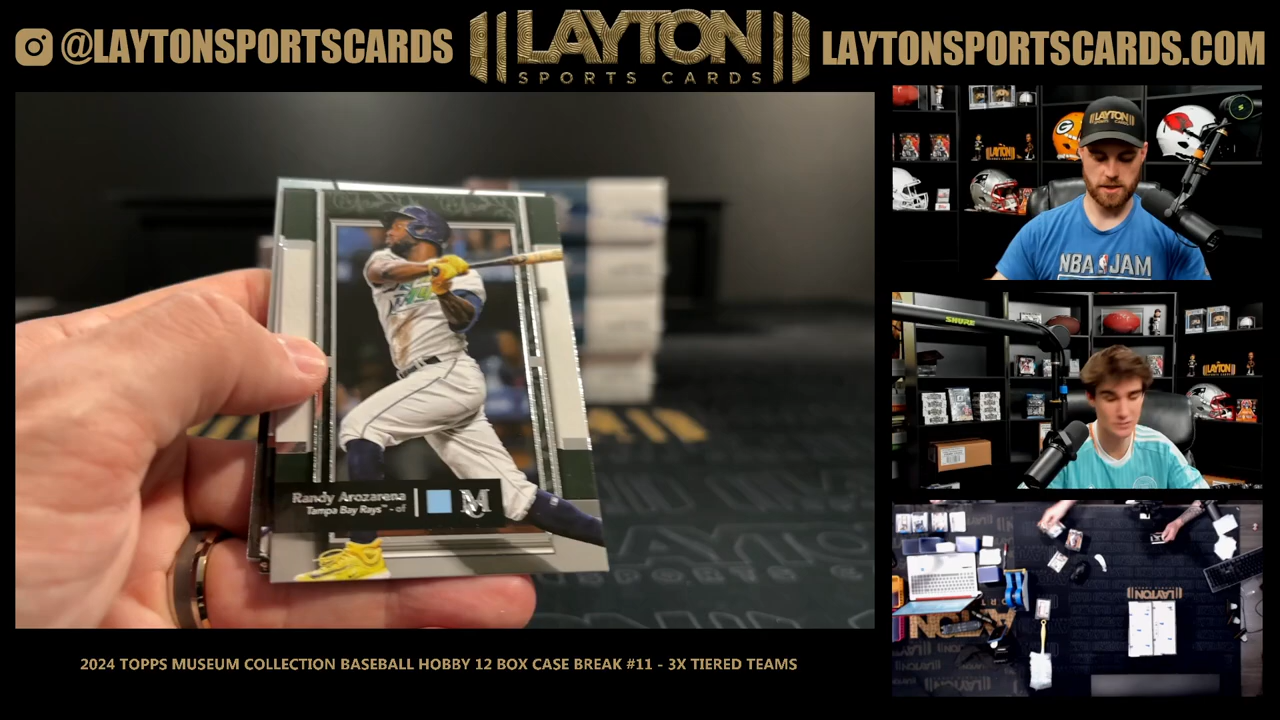 @LAYTONSPORTSCARDS
LAYTON
SPORTS CARDS
LAYTONSPORTSCARDS.COM
LAYTON
NBA JAM
SHURE
LAYTON
Randy Arozarena
Tampa Bay Rays™ - of
M
LAYTON
LAYTON
2024 TOPPS MUSEUM COLLECTION BASEBALL HOBBY 12 BOX CASE BREAK #11 - 3X TIERED TEAMS